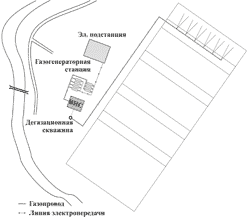 Эл. подстанция
Газогенераторная
станция
Дегазационная
скважина
Газопровод
Линия электропередачи